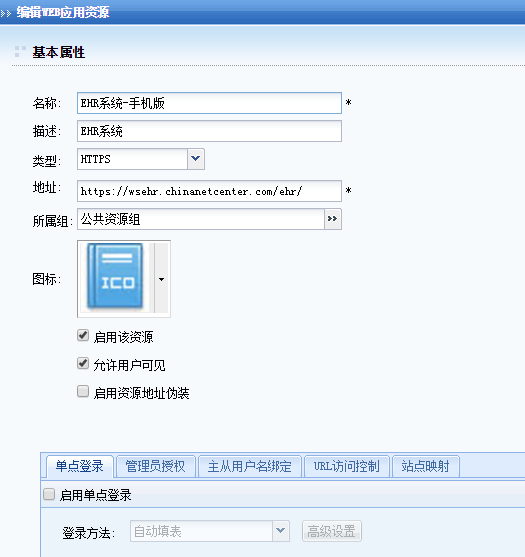 编辑WEB应用资源
基本属性
名称: EHR系统-手机版 *
描述: EHR系统
类型: HTTPS
地址: https://wsehr.chinanetcenter.com/ehr/ *
所属组: 公共资源组
图标: ICO
启用该资源
允许用户可见
启用资源地址伪装
单点登录 管理员授权 主从用户名绑定 URL访问控制 站点映射
启用单点登录
登录方法: 自动填表 高级设置